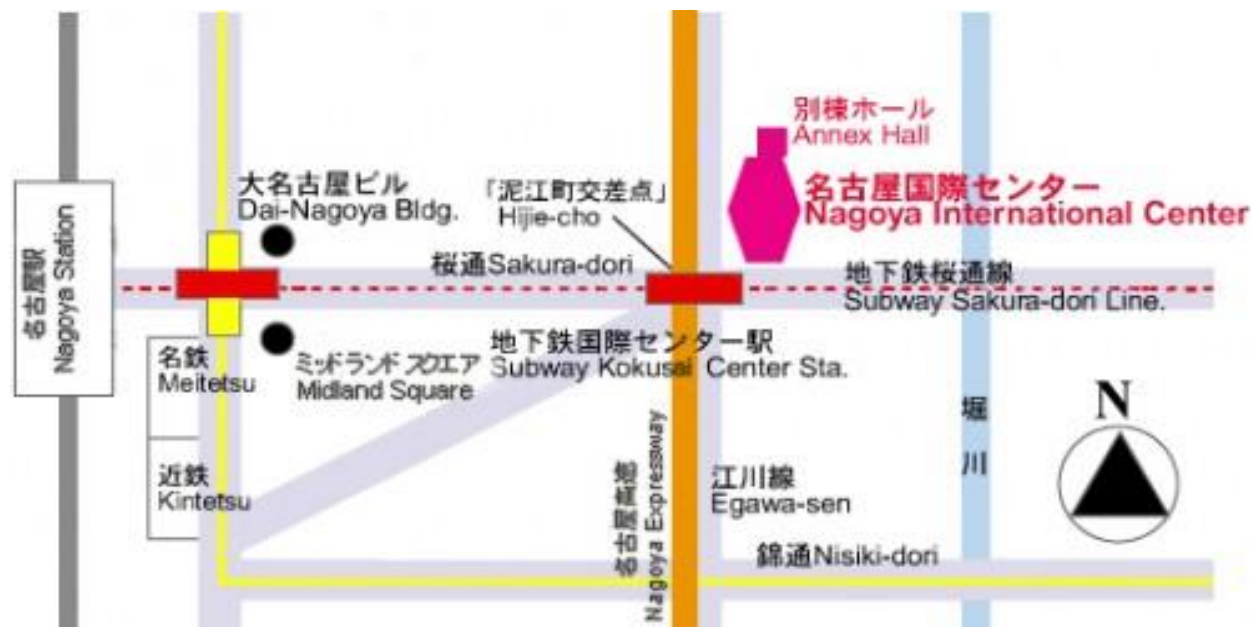 別棟ホール
Annex Hall
名古屋国際センター
Nagoya International Center
大名古屋ビル
Dai-Nagoya Bldg.
「泥江町交差点」
Hijie-cho
桜通Sakura-dori
地下鉄桜通線
Subway Sakura-dori Line.
名古屋駅
Nagoya Station
名鉄
Meitetsu
ミッドランド スクエア
Midland Square
地下鉄国際センター駅
Subway Kokusai Center Sta.
近鉄
Kintetsu
名古屋高速
Nagoya Expressway
江川線
Egawa-sen
堀川
N
錦通Nisiki-dori